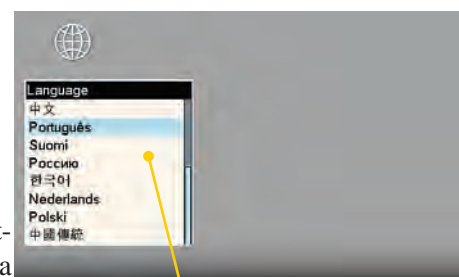 Language
中文
Português
Suomi
Россию
한국어
Nederlands
Polski
中國傳統
t-
a